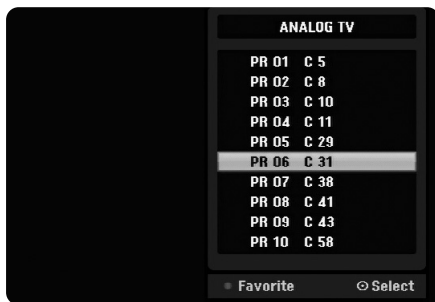 ANALOG TV
PR 01 C 5
PR 02 C 8
PR 03 C 10
PR 04 C 11
PR 05 C 29
PR 06 C 31
PR 07 C 38
PR 08 C 41
PR 09 C 43
PR 10 C 58
Favorite Select